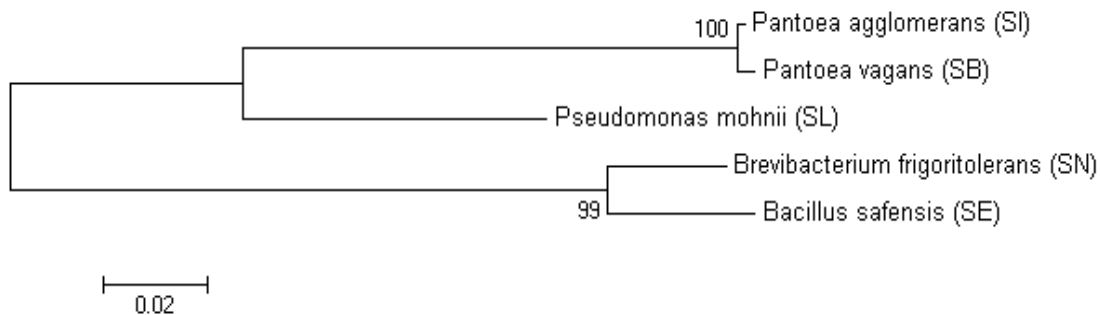 100
Pantoea agglomerans (SI)
Pantoea vagans (SB)
Pseudomonas mohnii (SL)
Brevibacterium frigoritolerans (SN)
99
Bacillus safensis (SE)
0.02